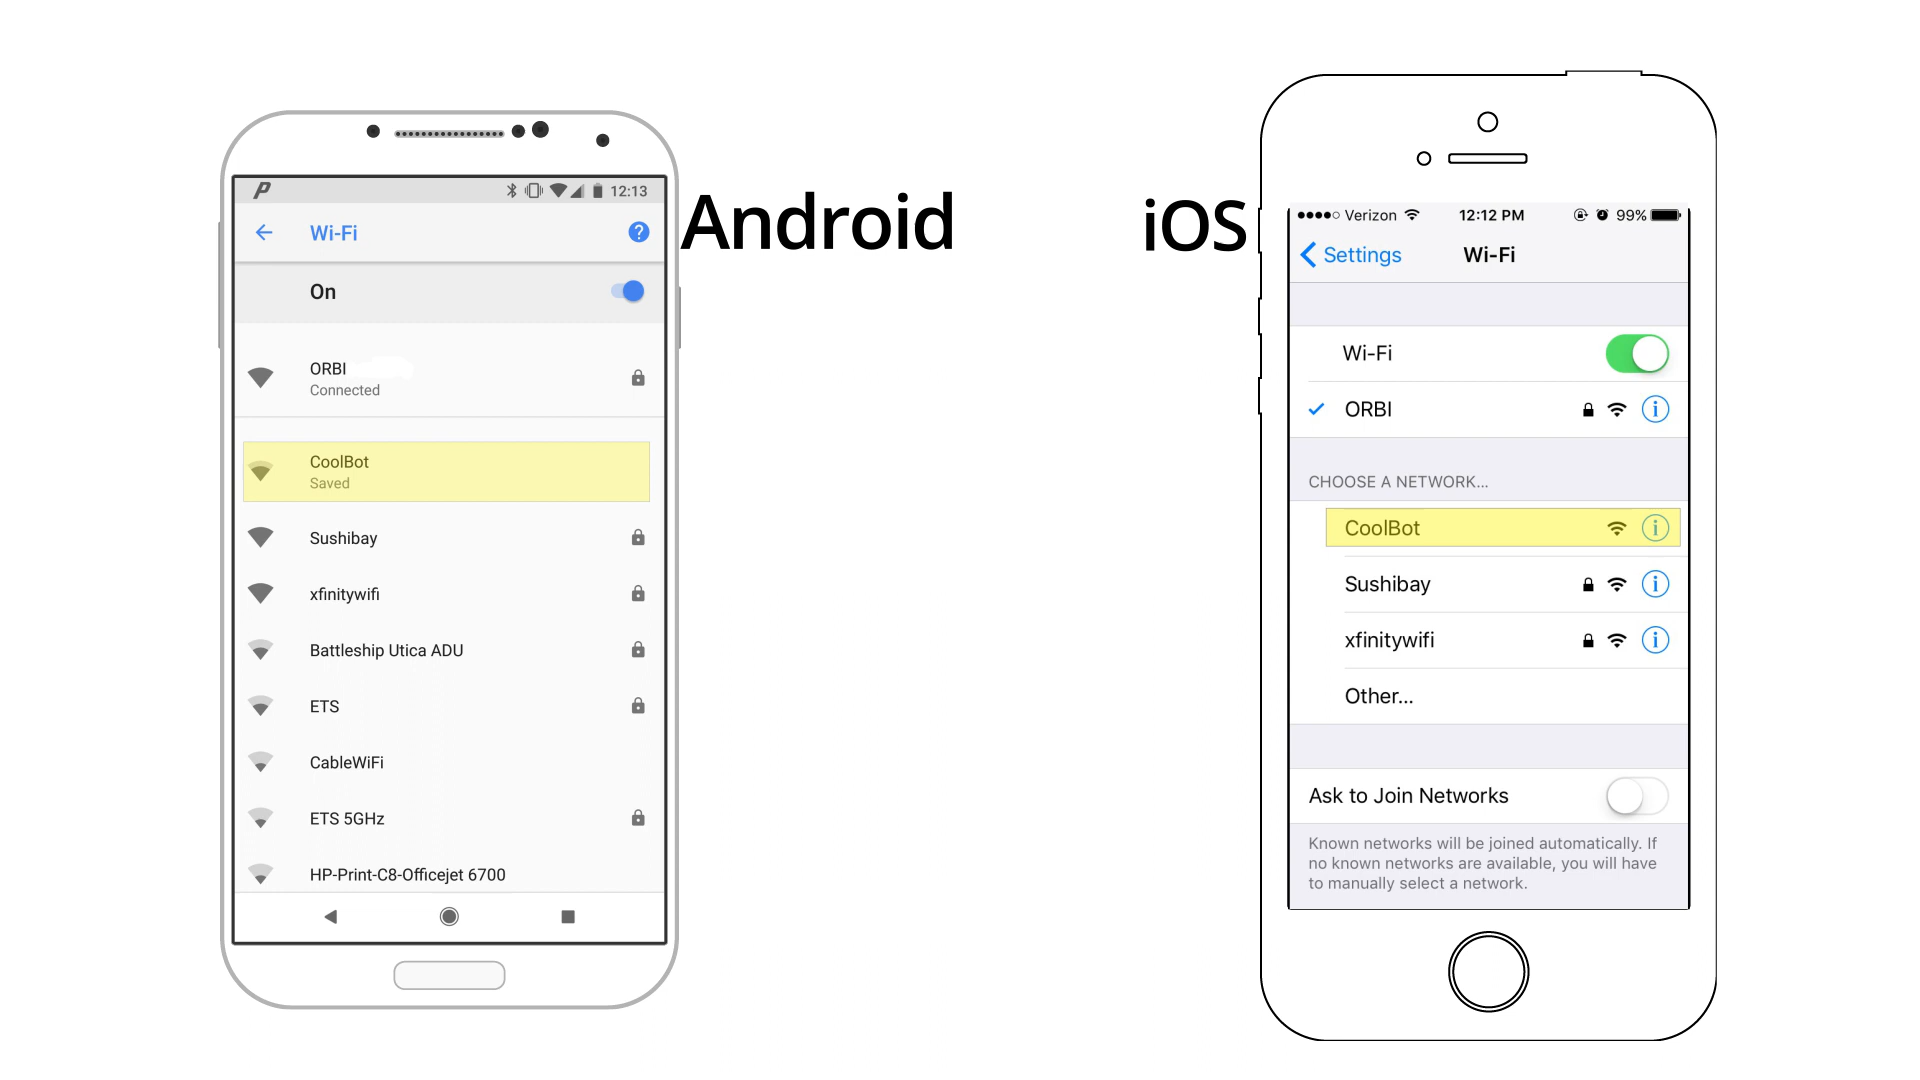 Android
12:13
Wi-Fi
On
ORBI
Connected
CoolBot
Saved
Sushibay
xfinitywifi
Battleship Utica ADU
ETS
CableWiFi
ETS 5GHz
HP-Print-C8-Officejet 6700
iOS
Verizon 12:12 PM 99%
Settings Wi-Fi
Wi-Fi
ORBI
CHOOSE A NETWORK...
CoolBot
Sushibay
xfinitywifi
Other...
Ask to Join Networks
Known networks will be joined automatically. If
no known networks are available, you will have
to manually select a network.